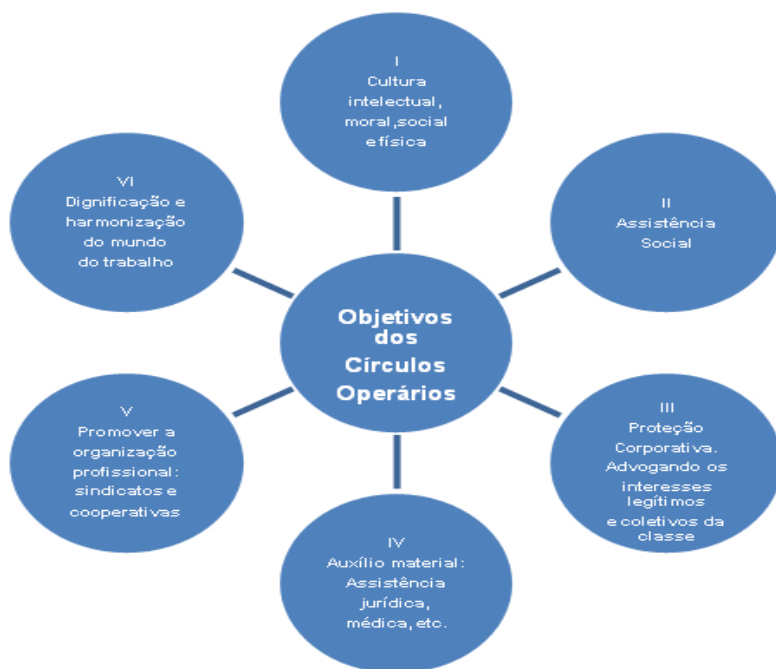 I
Cultura
intelectual,
moral,social
e física
II
Assistência
Social
III
Proteção
Corporativa.
Advogando os
interesses
legítimos
e coletivos da
classe
IV
Auxílio material:
Assistência
jurídica,
médica, etc.
V
Promover a
organização
profissional:
sindicatos e
cooperativas
VI
Dignificação e
harmonização
do mundo
do trabalho
Objetivos
dos
Círculos
Operários